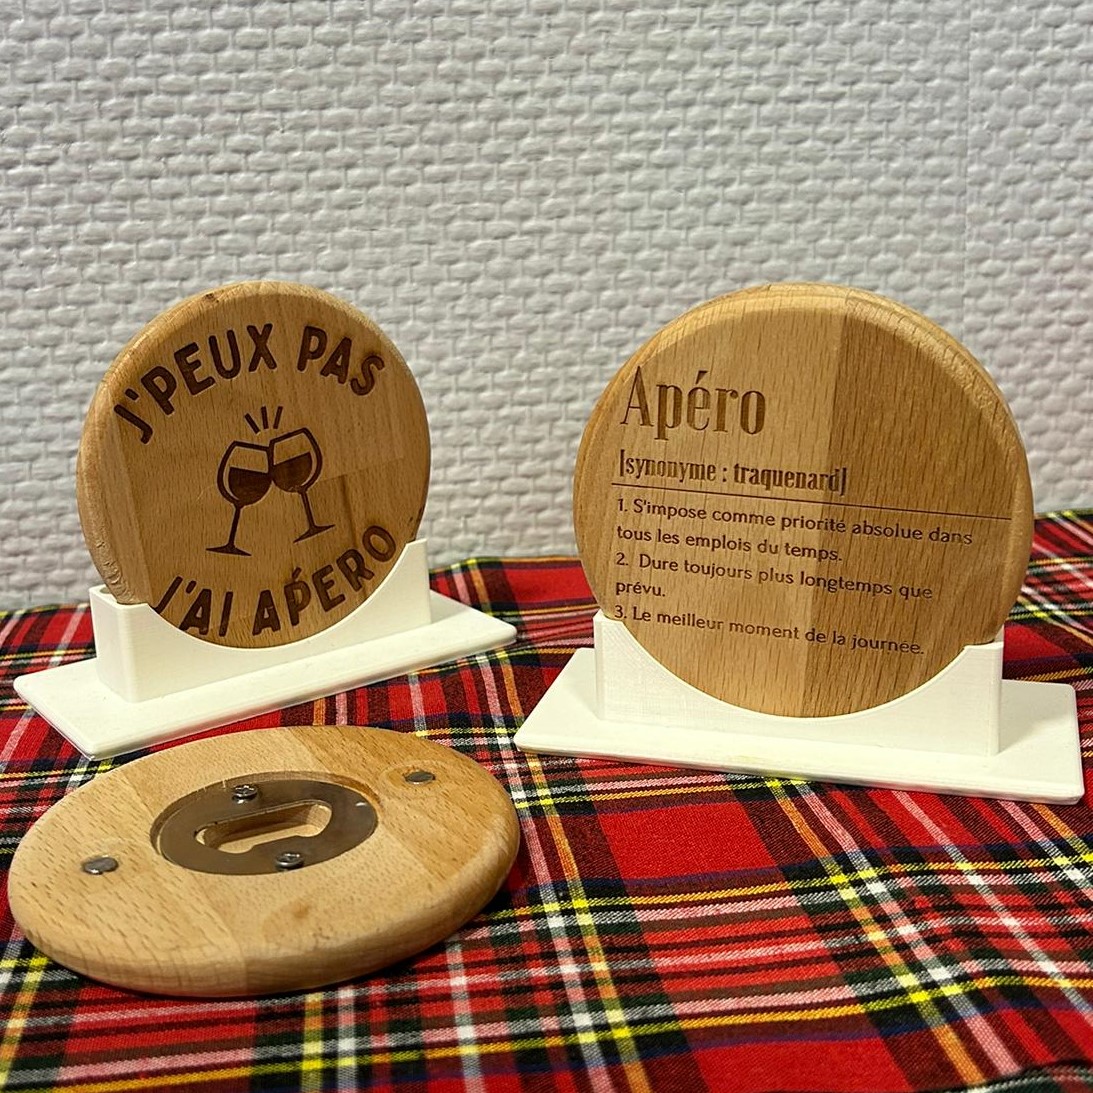 J'PEUX PAS
J'AI APÉRO
Apéro
[synonyme : traquenard]
1. S'impose comme priorité absolue dans
tous les emplois du temps.
2. Dure toujours plus longtemps que
prévu.
3. Le meilleur moment de la journée.